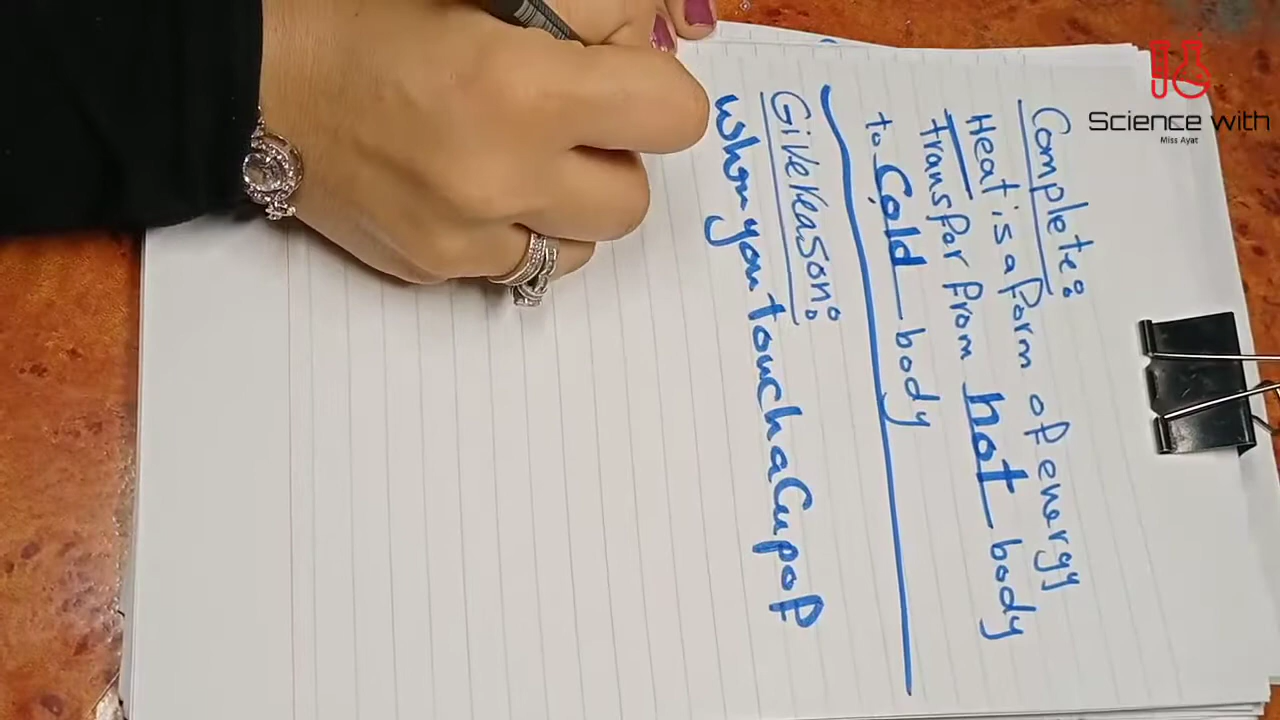 Science with
Miss Ayat
Complete:
Heat is a form of energy
transfer from hot body
to Cold body
Give reason:
when you touch a Cup of